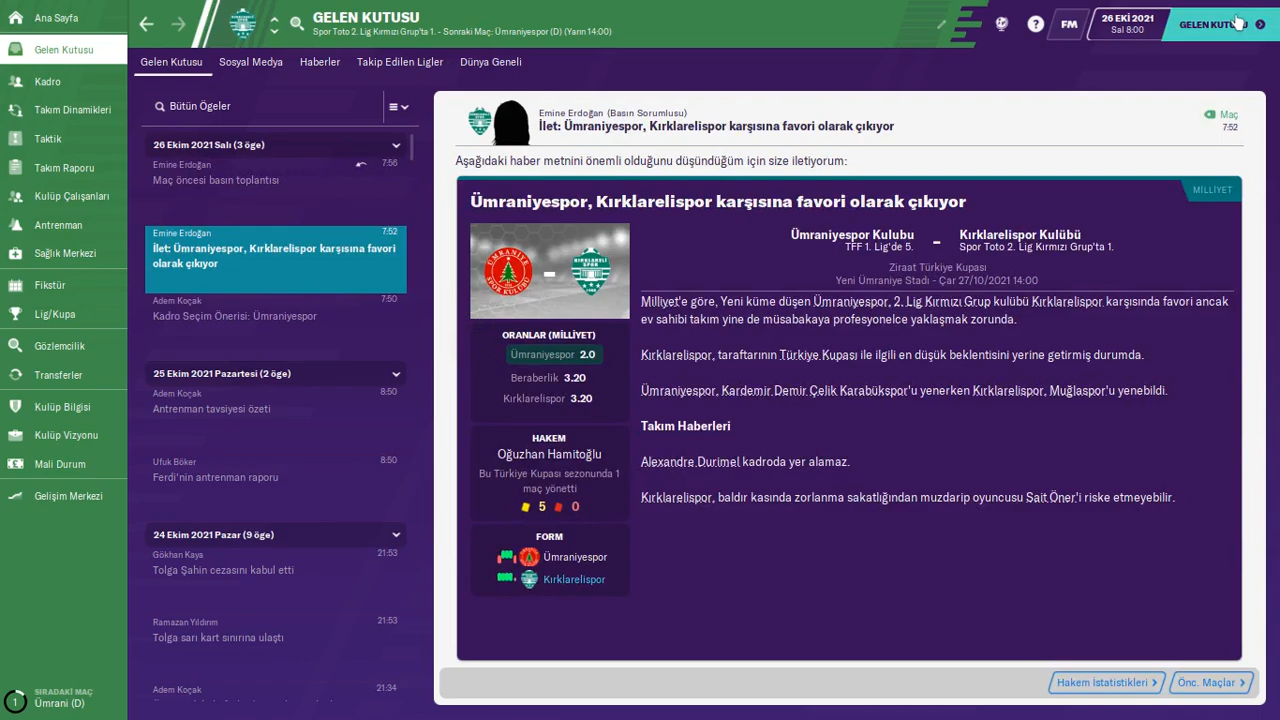 Ana Sayfa
Gelen Kutusu
Kadro
Takım Dinamikleri
Taktik
Takım Raporu
Kulüp Çalışanları
Antrenman
Sağlık Merkezi
Fikstür
Lig/Kupa
Gözlemcilik
Transferler
Kulüp Bilgisi
Kulüp Vizyonu
Mali Durum
Gelişim Merkezi
1
SIRADAKİ MAÇ
Ümrani (D)
GELEN KUTUSU
Spor Toto 2. Lig Kırmızı Grup'ta 1. - Sonraki Maç: Ümraniyespor (D) (Yarın 14:00)
?
FM
26 EKİ 2021
Sal 8:00
GELEN KUTUSU
Gelen Kutusu
Sosyal Medya
Haberler
Takip Edilen Ligler
Dünya Geneli
Bütün Ögeler
26 Ekim 2021 Salı (3 öge)
Emine Erdoğan 7:56
Maç öncesi basın toplantısı
Emine Erdoğan 7:52
İlet: Ümraniyespor, Kırklarelispor karşısına favori
olarak çıkıyor
Adem Koçak 7:50
Kadro Seçim Önerisi: Ümraniyespor
25 Ekim 2021 Pazartesi (2 öge)
Adem Koçak 8:50
Antrenman tavsiyesi özeti
Ufuk Böker 8:50
Ferdi'nin antrenman raporu
24 Ekim 2021 Pazar (9 öge)
Gökhan Kaya 21:53
Tolga Şahin cezasını kabul etti
Ramazan Yıldırım 21:53
Tolga sarı kart sınırına ulaştı
Adem Koçak 21:34
Emine Erdoğan (Basın Sorumlusu)
İlet: Ümraniyespor, Kırklarelispor karşısına favori olarak çıkıyor
Maç
7:52
Aşağıdaki haber metnini önemli olduğunu düşündüğüm için size iletiyorum:
MİLLİYET
Ümraniyespor, Kırklarelispor karşısına favori olarak çıkıyor
Ümraniyespor Kulubu
TFF 1. Lig'de 5.
-
Kırklarelispor Kulübü
Spor Toto 2. Lig Kırmızı Grup'ta 1.
Ziraat Türkiye Kupası
Yeni Ümraniye Stadı - Çar 27/10/2021 14:00
ORANLAR (MİLLİYET)
Ümraniyespor 2.0
Beraberlik 3.20
Kırklarelispor 3.20
HAKEM
Oğuzhan Hamitoğlu
Bu Türkiye Kupası sezonunda 1
maç yönetti
5 0
FORM
Ümraniyespor
Kırklarelispor
Milliyet'e göre, Yeni küme düşen Ümraniyespor, 2. Lig Kırmızı Grup kulübü Kırklarelispor karşısında favori ancak
ev sahibi takım yine de müsabakaya profesyonelce yaklaşmak zorunda.
Kırklarelispor, taraftarının Türkiye Kupası ile ilgili en düşük beklentisini yerine getirmiş durumda.
Ümraniyespor, Kardemir Demir Çelik Karabükspor'u yenerken Kırklarelispor, Muğlaspor'u yenebildi.
Takım Haberleri
Alexandre Durimel kadroda yer alamaz.
Kırklarelispor, baldır kasında zorlanma sakatlığından muzdarip oyuncusu Sait Öner'i riske etmeyebilir.
Hakem İstatistikleri
Önc. Maçlar